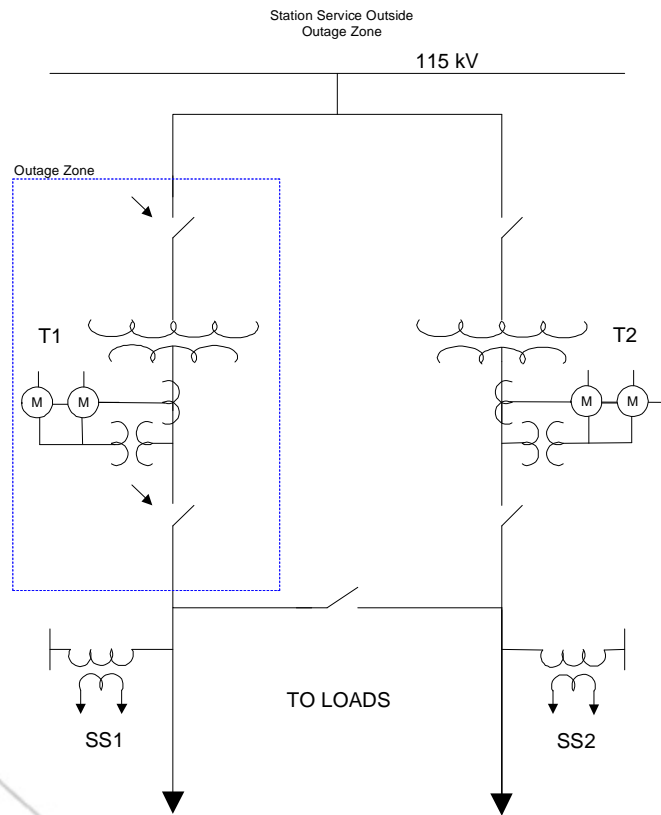 Station Service Outside
Outage Zone
115 kV
Outage Zone
T1
T2
M M
M M
TO LOADS
SS1
SS2